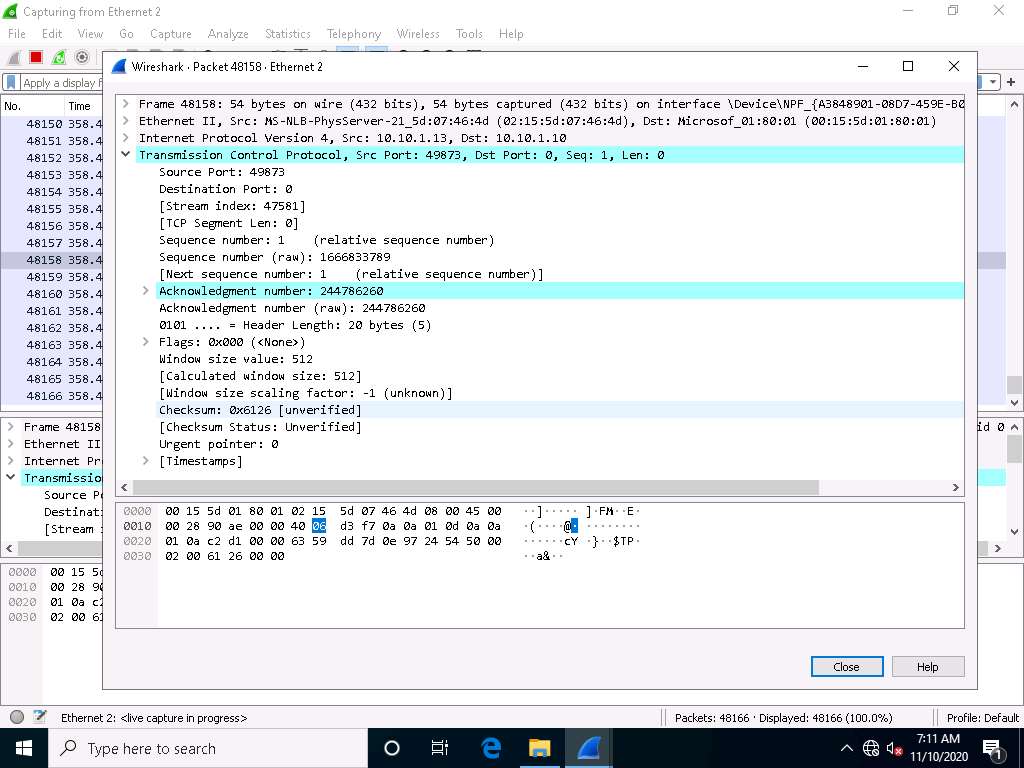 Capturing from Ethernet 2
File Edit View Go Capture Analyze Statistics Telephony Wireless Tools Help
Apply a display f
No. Time
48150 358.4
48151 358.4
48152 358.4
48153 358.4
48154 358.4
48155 358.4
48156 358.4
48157 358.4
48158 358.4
48159 358.4
48160 358.4
48161 358.4
48162 358.4
48163 358.4
48164 358.4
48165 358.4
48166 358.4
Frame 48158
Ethernet II
Internet Pr
Transmissio
Source Po
Destinati
[Stream i
id 0
0000 00 15 5d
0010 00 28 90
0020 01 0a c2
0030 02 00 61
Wireshark · Packet 48158 · Ethernet 2
Frame 48158: 54 bytes on wire (432 bits), 54 bytes captured (432 bits) on interface \Device\NPF_{A3848901-08D7-459E-B0
Ethernet II, Src: MS-NLB-PhysServer-21_5d:07:46:4d (02:15:5d:07:46:4d), Dst: Microsof_01:80:01 (00:15:5d:01:80:01)
Internet Protocol Version 4, Src: 10.10.1.13, Dst: 10.10.1.10
Transmission Control Protocol, Src Port: 49873, Dst Port: 0, Seq: 1, Len: 0
Source Port: 49873
Destination Port: 0
[Stream index: 47581]
[TCP Segment Len: 0]
Sequence number: 1 (relative sequence number)
Sequence number (raw): 1666833789
[Next sequence number: 1 (relative sequence number)]
Acknowledgment number: 244786260
Acknowledgment number (raw): 244786260
0101 .... = Header Length: 20 bytes (5)
Flags: 0x000 (<None>)
Window size value: 512
[Calculated window size: 512]
[Window size scaling factor: -1 (unknown)]
Checksum: 0x6126 [unverified]
[Checksum Status: Unverified]
Urgent pointer: 0
[Timestamps]
0000 00 15 5d 01 80 01 02 15 5d 07 46 4d 08 00 45 00 ··]····· ]·FM··E·
0010 00 28 90 ae 00 00 40 06 d3 f7 0a 0a 01 0d 0a 0a ·(····@· ········
0020 01 0a c2 d1 00 00 63 59 dd 7d 0e 97 24 54 50 00 ······cY ·}··$TP·
0030 02 00 61 26 00 00 ··a&··
Close Help
Ethernet 2: <live capture in progress>
Packets: 48166 · Displayed: 48166 (100.0%)
Profile: Default
Type here to search
7:11 AM
11/10/2020
1